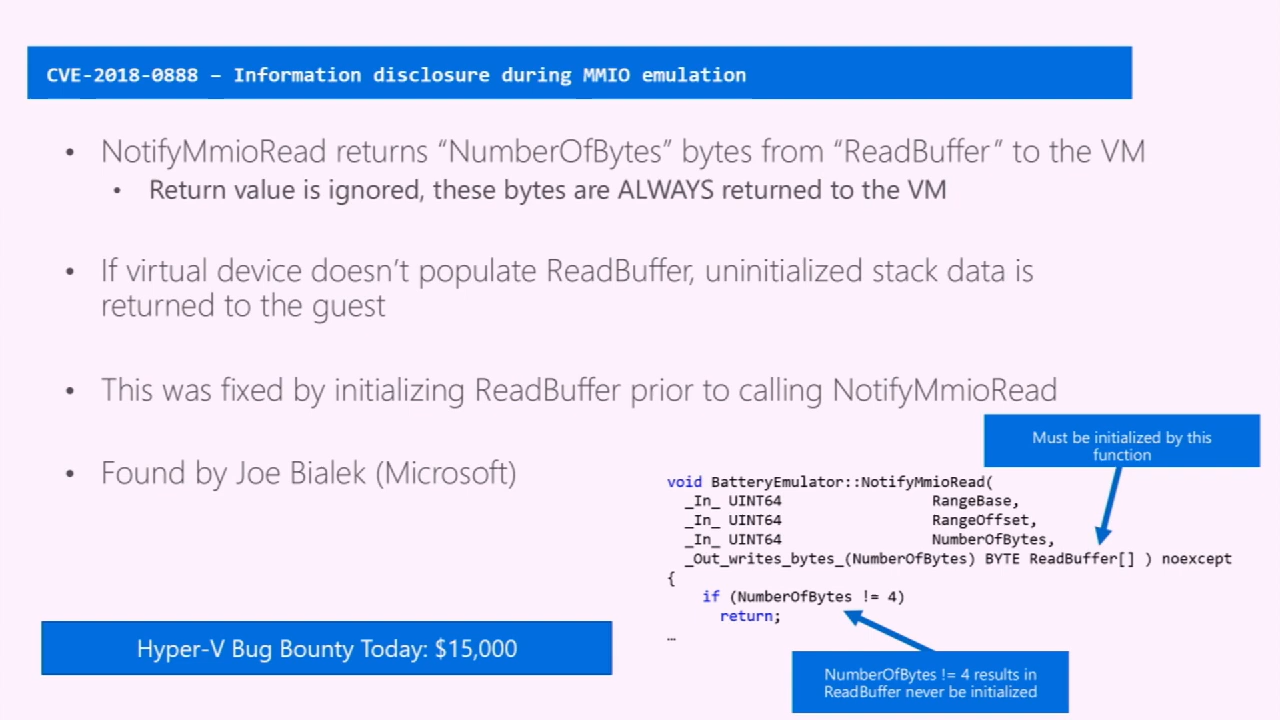 CVE-2018-0888 – Information disclosure during MMIO emulation
• NotifyMmioRead returns “NumberOfBytes” bytes from “ReadBuffer” to the VM
• Return value is ignored, these bytes are ALWAYS returned to the VM
• If virtual device doesn’t populate ReadBuffer, uninitialized stack data is
returned to the guest
• This was fixed by initializing ReadBuffer prior to calling NotifyMmioRead
• Found by Joe Bialek (Microsoft)
Must be initialized by this
function
void BatteryEmulator::NotifyMmioRead(
_In_ UINT64 RangeBase,
_In_ UINT64 RangeOffset,
_In_ UINT64 NumberOfBytes,
_Out_writes_bytes_(NumberOfBytes) BYTE ReadBuffer[] ) noexcept
{
if (NumberOfBytes != 4)
return;
…
NumberOfBytes != 4 results in
ReadBuffer never be initialized
Hyper-V Bug Bounty Today: $15,000